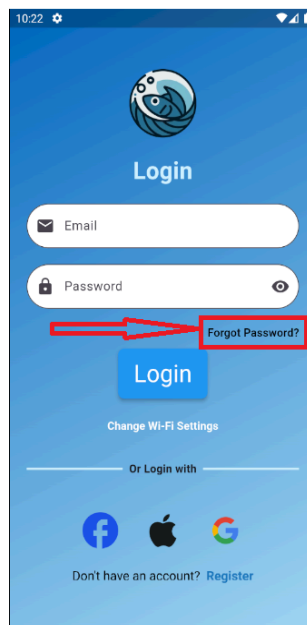 10:22
Login
Email
Password
Forgot Password?
Login
Change Wi-Fi Settings
Or Login with
Don't have an account? Register